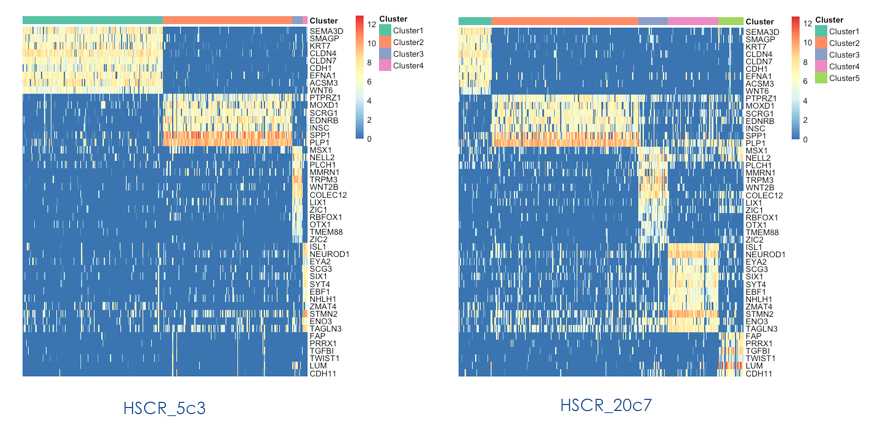 Cluster
SEMA3D
SMAGP
KRT7
CLDN4
CLDN7
CDH1
EFNA1
ACSM3
WNT6
PTPRZ1
MOXD1
SCRG1
EDNRB
INSC
SPP1
PLP1
MSX1
NELL2
PLCH1
MMRN1
TRPM3
WNT2B
COLEC12
LIX1
ZIC1
RBFOX1
OTX1
TMEM88
ZIC2
ISL1
NEUROD1
EYA2
SCG3
SIX1
SYT4
EBF1
NHLH1
ZMAT4
STMN2
ENO3
TAGLN3
FAP
PRRX1
TGFBI
TWIST1
LUM
CDH11
12
10
8
6
4
2
0
Cluster
Cluster1
Cluster2
Cluster3
Cluster4
HSCR_5c3
Cluster
SEMA3D
SMAGP
KRT7
CLDN4
CLDN7
CDH1
EFNA1
ACSM3
WNT6
PTPRZ1
MOXD1
SCRG1
EDNRB
INSC
SPP1
PLP1
MSX1
NELL2
PLCH1
MMRN1
TRPM3
WNT2B
COLEC12
LIX1
ZIC1
RBFOX1
OTX1
TMEM88
ZIC2
ISL1
NEUROD1
EYA2
SCG3
SIX1
SYT4
EBF1
NHLH1
ZMAT4
STMN2
ENO3
TAGLN3
FAP
PRRX1
TGFBI
TWIST1
LUM
CDH11
12
10
8
6
4
2
0
Cluster
Cluster1
Cluster2
Cluster3
Cluster4
Cluster5
HSCR_20c7